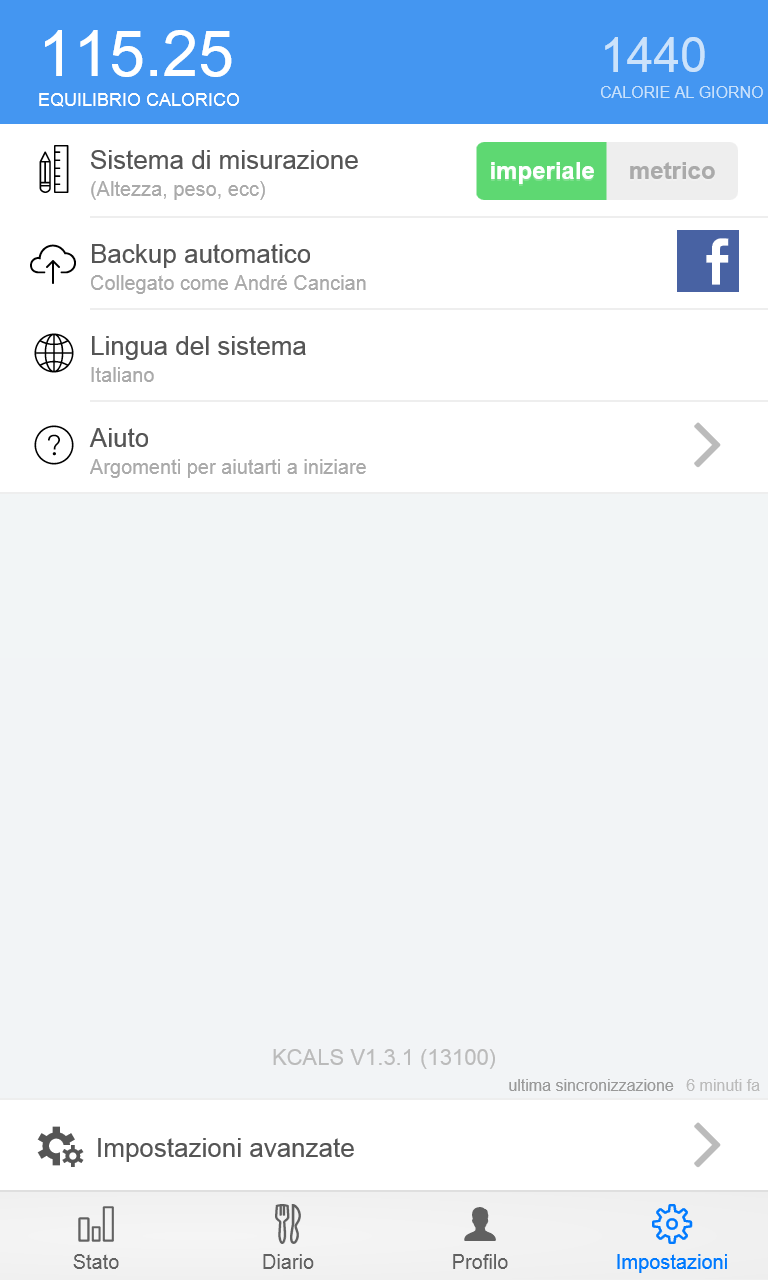 115.25
EQUILIBRIO CALORICO
1440
CALORIE AL GIORNO
Sistema di misurazione
(Altezza, peso, ecc)
imperiale
metrico
Backup automatico
Collegato come André Cancian
f
Lingua del sistema
Italiano
?
Aiuto
Argomenti per aiutarti a iniziare
KCALS V1.3.1 (13100)
ultima sincronizzazione 6 minuti fa
Impostazioni avanzate
Stato
Diario
Profilo
Impostazioni